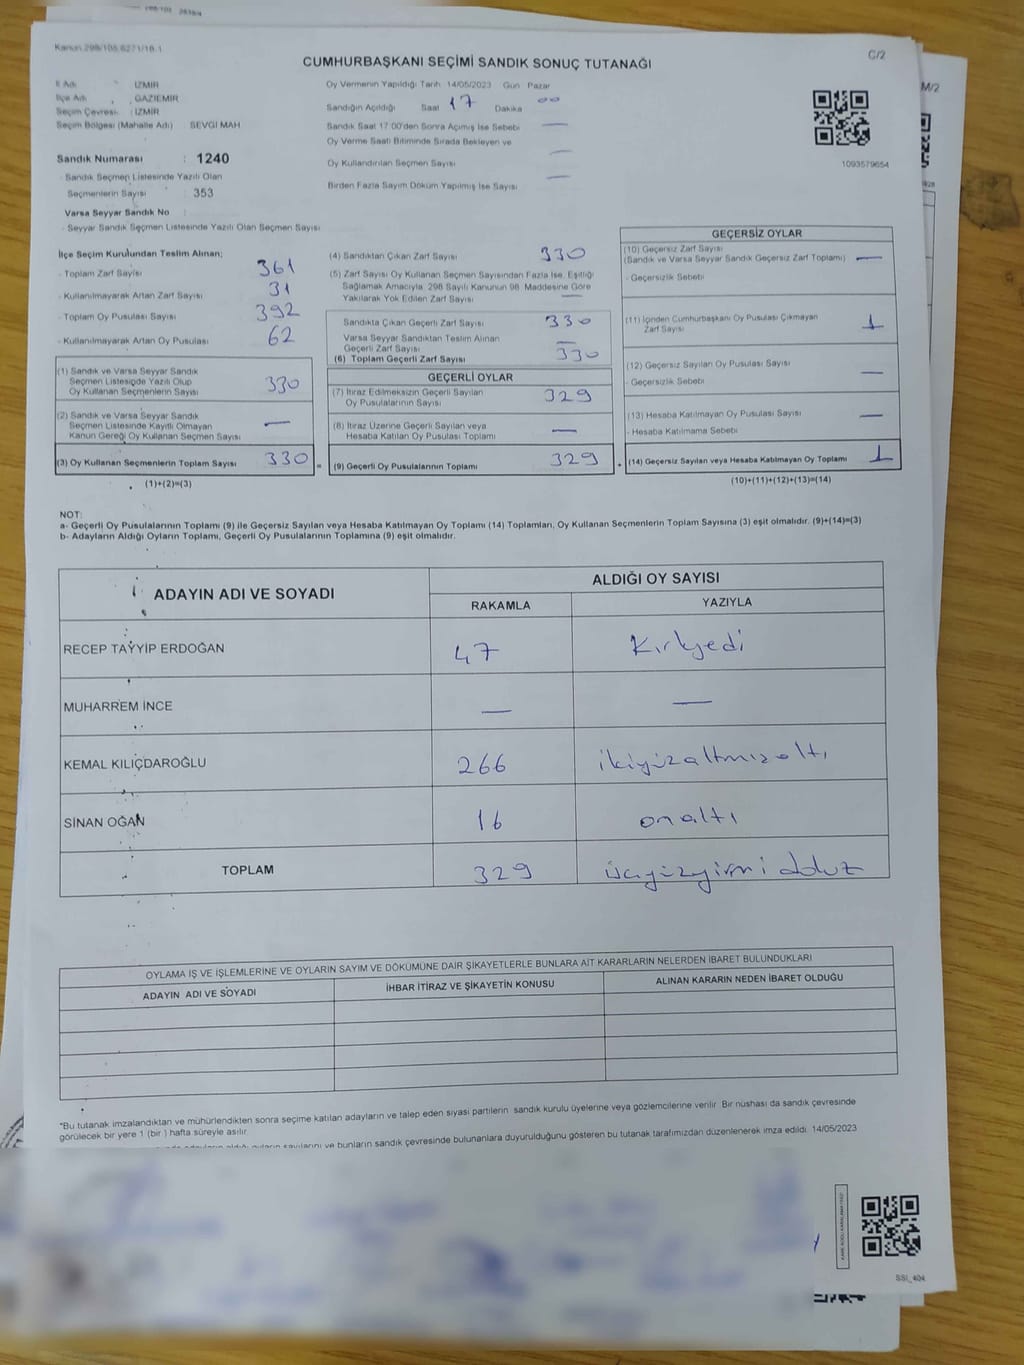 Kanun 298/105,6271/16.1
CUMHURBAŞKANI SEÇİMİ SANDIK SONUÇ TUTANAĞI
C/2
İl Adı : İZMİR
İlçe Adı : GAZİEMİR
Seçim Çevresi : İZMİR
Seçim Bölgesi (Mahalle Adı) SEVGİ MAH
Sandık Numarası : 1240
- Sandık Seçmen Listesinde Yazılı Olan
Seçmenlerin Sayısı : 353
Varsa Seyyar Sandık No :
- Seyyar Sandık Seçmen Listesinde Yazılı Olan Seçmen Sayısı
Oy Vermenin Yapıldığı Tarih 14/05/2023 Gün Pazar
Sandığın Açıldığı Saat 17 Dakika 00
Sandık Saat 17:00'den Sonra Açımış İse Sebebi —
Oy Verme Saati Bitiminde Sırada Bekleyen ve
Oy Kullandırılan Seçmen Sayısı —
Birden Fazla Sayım Döküm Yapılmış İse Sayısı —
1093579654
İlçe Seçim Kurulundan Teslim Alınan;
- Toplam Zarf Sayısı 361
- Kullanılmayarak Artan Zarf Sayısı 31
- Toplam Oy Pusulası Sayısı 392
- Kullanılmayarak Artan Oy Pusulası 62
(1) Sandık ve Varsa Seyyar Sandık
Seçmen Listesiçde Yazılı Olup
Oy Kullanan Seçmenlerin Sayısı 330
(2) Sandık ve Varsa Seyyar Sandık
Seçmen Listesinde Kayıtlı Olmayan
Kanun Gereği Oy Kullanan Seçmen Sayısı —
(3) Oy Kullanan Seçmenlerin Toplam Sayısı 330 =
(1)+(2)=(3)
(4) Sandıktan Çıkan Zarf Sayısı 330
(5) Zarf Sayısı Oy Kullanan Seçmen Sayısından Fazla İse, Eşitliği
Sağlamak Amacıyla, 298 Sayılı Kanunun 98. Maddesine Göre
Yakılarak Yok Edilen Zarf Sayısı —
Sandıkta Çıkan Geçerli Zarf Sayısı 330
Varsa Seyyar Sandıktan Teslim Alınan
Geçerli Zarf Sayısı —
(6) Toplam Geçerli Zarf Sayısı 330
GEÇERLİ OYLAR
(7) İtiraz Edilmeksizin Geçerli Sayılan
Oy Pusulalarının Sayısı 329
(8) İtiraz Üzerine Geçerli Sayılan veya
Hesaba Katılan Oy Pusulası Toplamı —
(9) Geçerli Oy Pusulalarının Toplamı 329 +
GEÇERSİZ OYLAR
(10) Geçersiz Zarf Sayısı
(Sandık ve Varsa Seyyar Sandık Geçersiz Zarf Toplamı) —
- Geçersizlik Sebebi
(11) İçinden Cumhurbaşkanı Oy Pusulası Çıkmayan
Zarf Sayısı 1
(12) Geçersiz Sayılan Oy Pusulası Sayısı —
- Geçersizlik Sebebi
(13) Hesaba Katılmayan Oy Pusulası Sayısı —
- Hesaba Katılmama Sebebi
(14) Geçersiz Sayılan veya Hesaba Katılmayan Oy Toplamı 1
(10)+(11)+(12)+(13)=(14)
NOT:
a- Geçerli Oy Pusulalarının Toplamı (9) ile Geçersiz Sayılan veya Hesaba Katılmayan Oy Toplamı (14) Toplamları, Oy Kullanan Seçmenlerin Toplam Sayısına (3) eşit olmalıdır. (9)+(14)=(3)
b- Adayların Aldığı Oyların Toplamı, Geçerli Oy Pusulalarının Toplamına (9) eşit olmalıdır.
ADAYIN ADI VE SOYADI
ALDIĞI OY SAYISI
RAKAMLA YAZIYLA
RECEP TAYYİP ERDOĞAN 47 Kırkyedi
MUHARREM İNCE — —
KEMAL KILIÇDAROĞLU 266 ikiyüzaltmışaltı
SİNAN OĞAN 16 onaltı
TOPLAM 329 üçyüzyirmi dokuz
OYLAMA İŞ VE İŞLEMLERİNE VE OYLARIN SAYIM VE DÖKÜMÜNE DAİR ŞİKAYETLERLE BUNLARA AİT KARARLARIN NELERDEN İBARET BULUNDUKLARI
ADAYIN ADI VE SOYADI İHBAR İTİRAZ VE ŞİKAYETİN KONUSU ALINAN KARARIN NEDEN İBARET OLDUĞU
*Bu tutanak imzalandıktan ve mühürlendikten sonra seçime katılan adayların ve talep eden siyasi partilerin sandık kurulu üyelerine veya gözlemcilerine verilir. Bir nüshası da sandık çevresinde
görülecek bir yere 1 (bir ) hafta süreyle asılır.
sayılarını ve bunların sandık çevresinde bulunanlara duyurulduğunu gösteren bu tutanak tarafımızdan düzenlenerek imza edildi. 14/05/2023
SSI_404
M/2